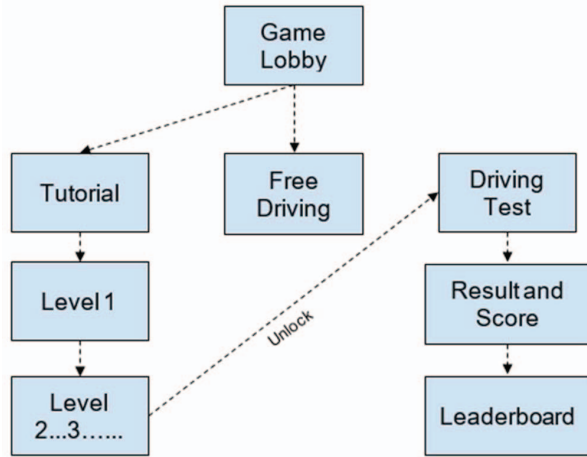 Game
Lobby
Tutorial
Free
Driving
Driving
Test
Level 1
Result and
Score
Unlock
Level
2...3......
Leaderboard